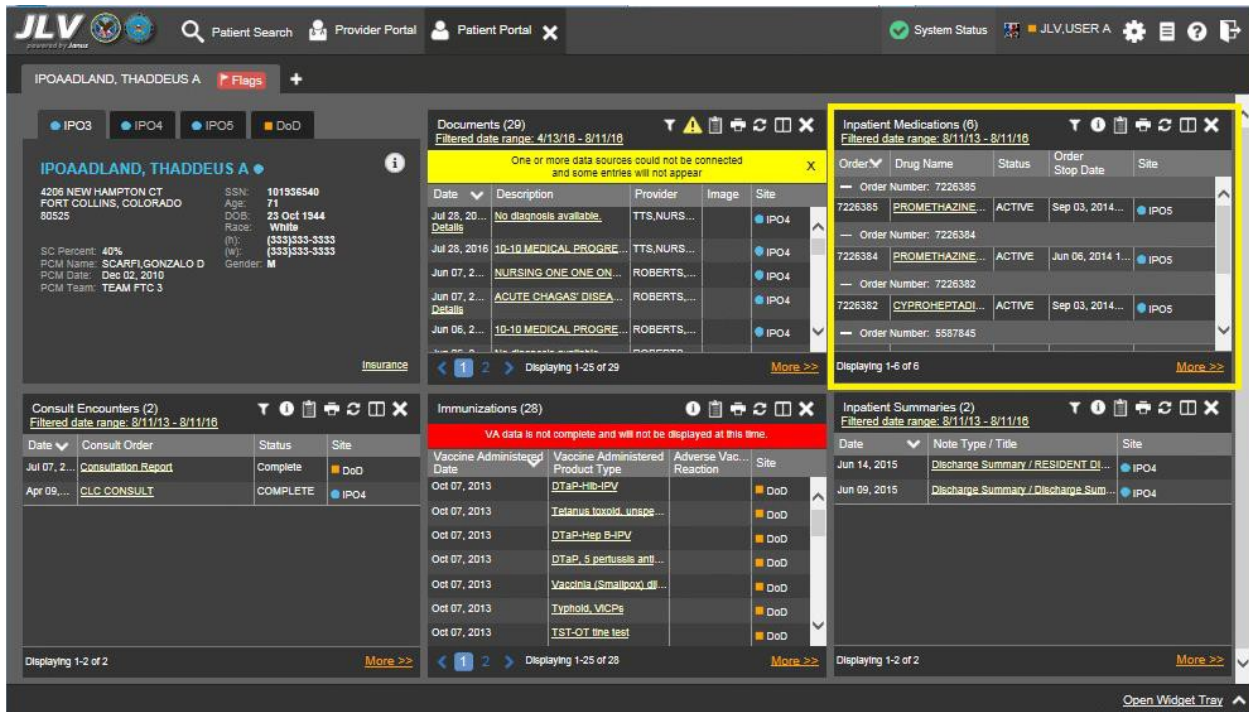 JLV
powered by Janus
Patient Search
Provider Portal
Patient Portal
System Status
JLV,USER A
IPOAADLAND, THADDEUS A
Flags
+
IPO3
IPO4
IPO5
DoD
IPOAADLAND, THADDEUS A
4206 NEW HAMPTON CT
FORT COLLINS, COLORADO
80525
SSN: 101936540
Age: 71
DOB: 23 Oct 1944
Race: White
(h): (333)333-3333
(w): (333)333-3333
Gender: M
SC Percent: 40%
PCM Name: SCARFI,GONZALO D
PCM Date: Dec 02, 2010
PCM Team: TEAM FTC 3
Insurance
Documents (29)
Filtered date range: 4/13/16 - 8/11/16
One or more data sources could not be connected
and some entries will not appear
X
Date Description Provider Image Site
Jul 28, 20... No diagnosis available. TTS,NURS... IPO4
Details
Jul 28, 2016 10-10 MEDICAL PROGRE... TTS,NURS... IPO4
Jun 07, 2... NURSING ONE ONE ON... ROBERTS,... IPO4
Jun 07, 2... ACUTE CHAGAS' DISEA... ROBERTS,... IPO4
Details
Jun 06, 2... 10-10 MEDICAL PROGRE... ROBERTS,... IPO4
1 2 Displaying 1-25 of 29 More >>
Inpatient Medications (6)
Filtered date range: 8/11/13 - 8/11/16
Order Drug Name Status Order Stop Date Site
— Order Number: 7226385
7226385 PROMETHAZINE... ACTIVE Sep 03, 2014... IPO5
— Order Number: 7226384
7226384 PROMETHAZINE... ACTIVE Jun 06, 2014 1... IPO5
— Order Number: 7226382
7226382 CYPROHEPTADI... ACTIVE Sep 03, 2014... IPO5
— Order Number: 5587845
Displaying 1-6 of 6 More >>
Consult Encounters (2)
Filtered date range: 8/11/13 - 8/11/16
Date Consult Order Status Site
Jul 07, 2... Consultation Report Complete DoD
Apr 09,... CLC CONSULT COMPLETE IPO4
Displaying 1-2 of 2 More >>
Immunizations (28)
VA data is not complete and will not be displayed at this time.
Vaccine Administered Date Vaccine Administered Product Type Adverse Vac... Reaction Site
Oct 07, 2013 DTaP-Hib-IPV DoD
Oct 07, 2013 Tetanus toxoid, unspe... DoD
Oct 07, 2013 DTaP-Hep B-IPV DoD
Oct 07, 2013 DTaP, 5 pertussis anti... DoD
Oct 07, 2013 Vaccinia (Smallpox) dil... DoD
Oct 07, 2013 Typhoid, VICPs DoD
Oct 07, 2013 TST-OT tine test DoD
1 2 Displaying 1-25 of 28 More >>
Inpatient Summaries (2)
Filtered date range: 8/11/13 - 8/11/16
Date Note Type / Title Site
Jun 14, 2015 Discharge Summary / RESIDENT DI... IPO4
Jun 09, 2015 Discharge Summary / Discharge Sum... IPO4
Displaying 1-2 of 2 More >>
Open Widget Tray